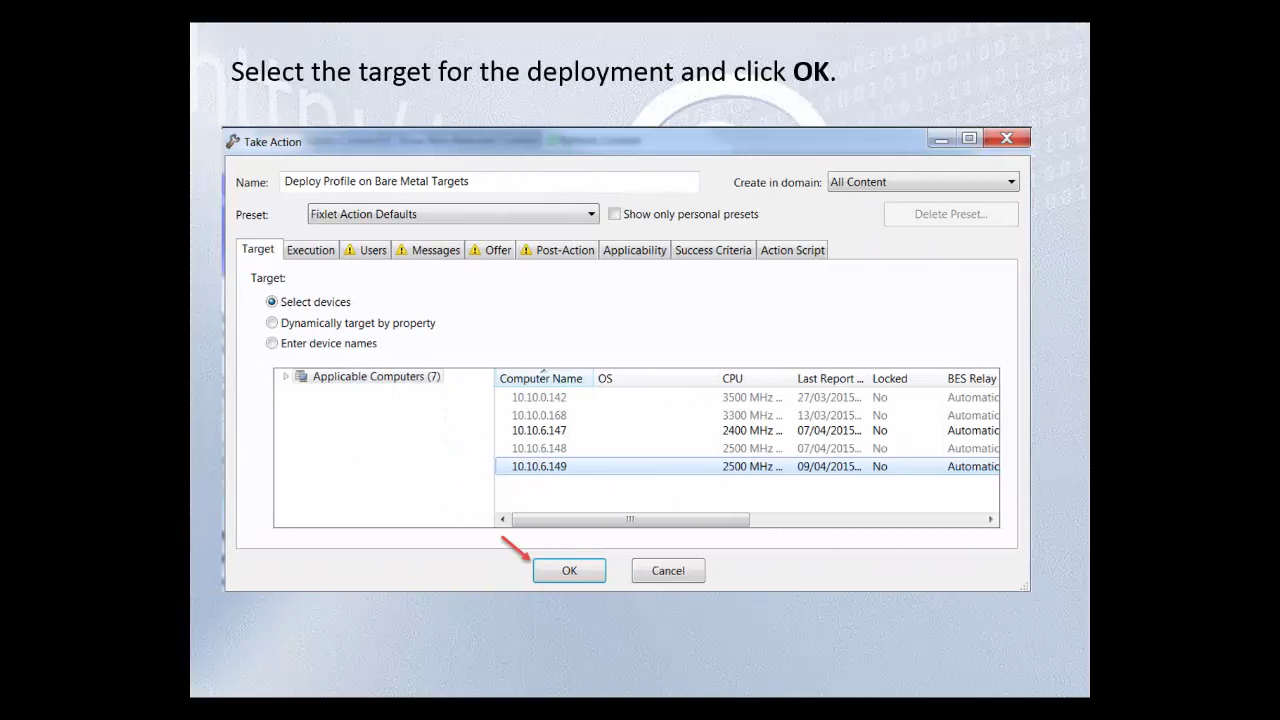 Select the target for the deployment and click OK.
Take Action
Name: Deploy Profile on Bare Metal Targets Create in domain: All Content
Preset: Fixlet Action Defaults Show only personal presets Delete Preset...
Target Execution Users Messages Offer Post-Action Applicability Success Criteria Action Script
Target:
Select devices
Dynamically target by property
Enter device names
Applicable Computers (7) Computer Name OS CPU Last Report ... Locked BES Relay
10.10.0.142 3500 MHz ... 27/03/2015... No Automatic
10.10.0.168 3300 MHz ... 13/03/2015... No Automatic
10.10.6.147 2400 MHz ... 07/04/2015... No Automatic
10.10.6.148 2500 MHz ... 07/04/2015... No Automatic
10.10.6.149 2500 MHz ... 09/04/2015... No Automatic
OK Cancel